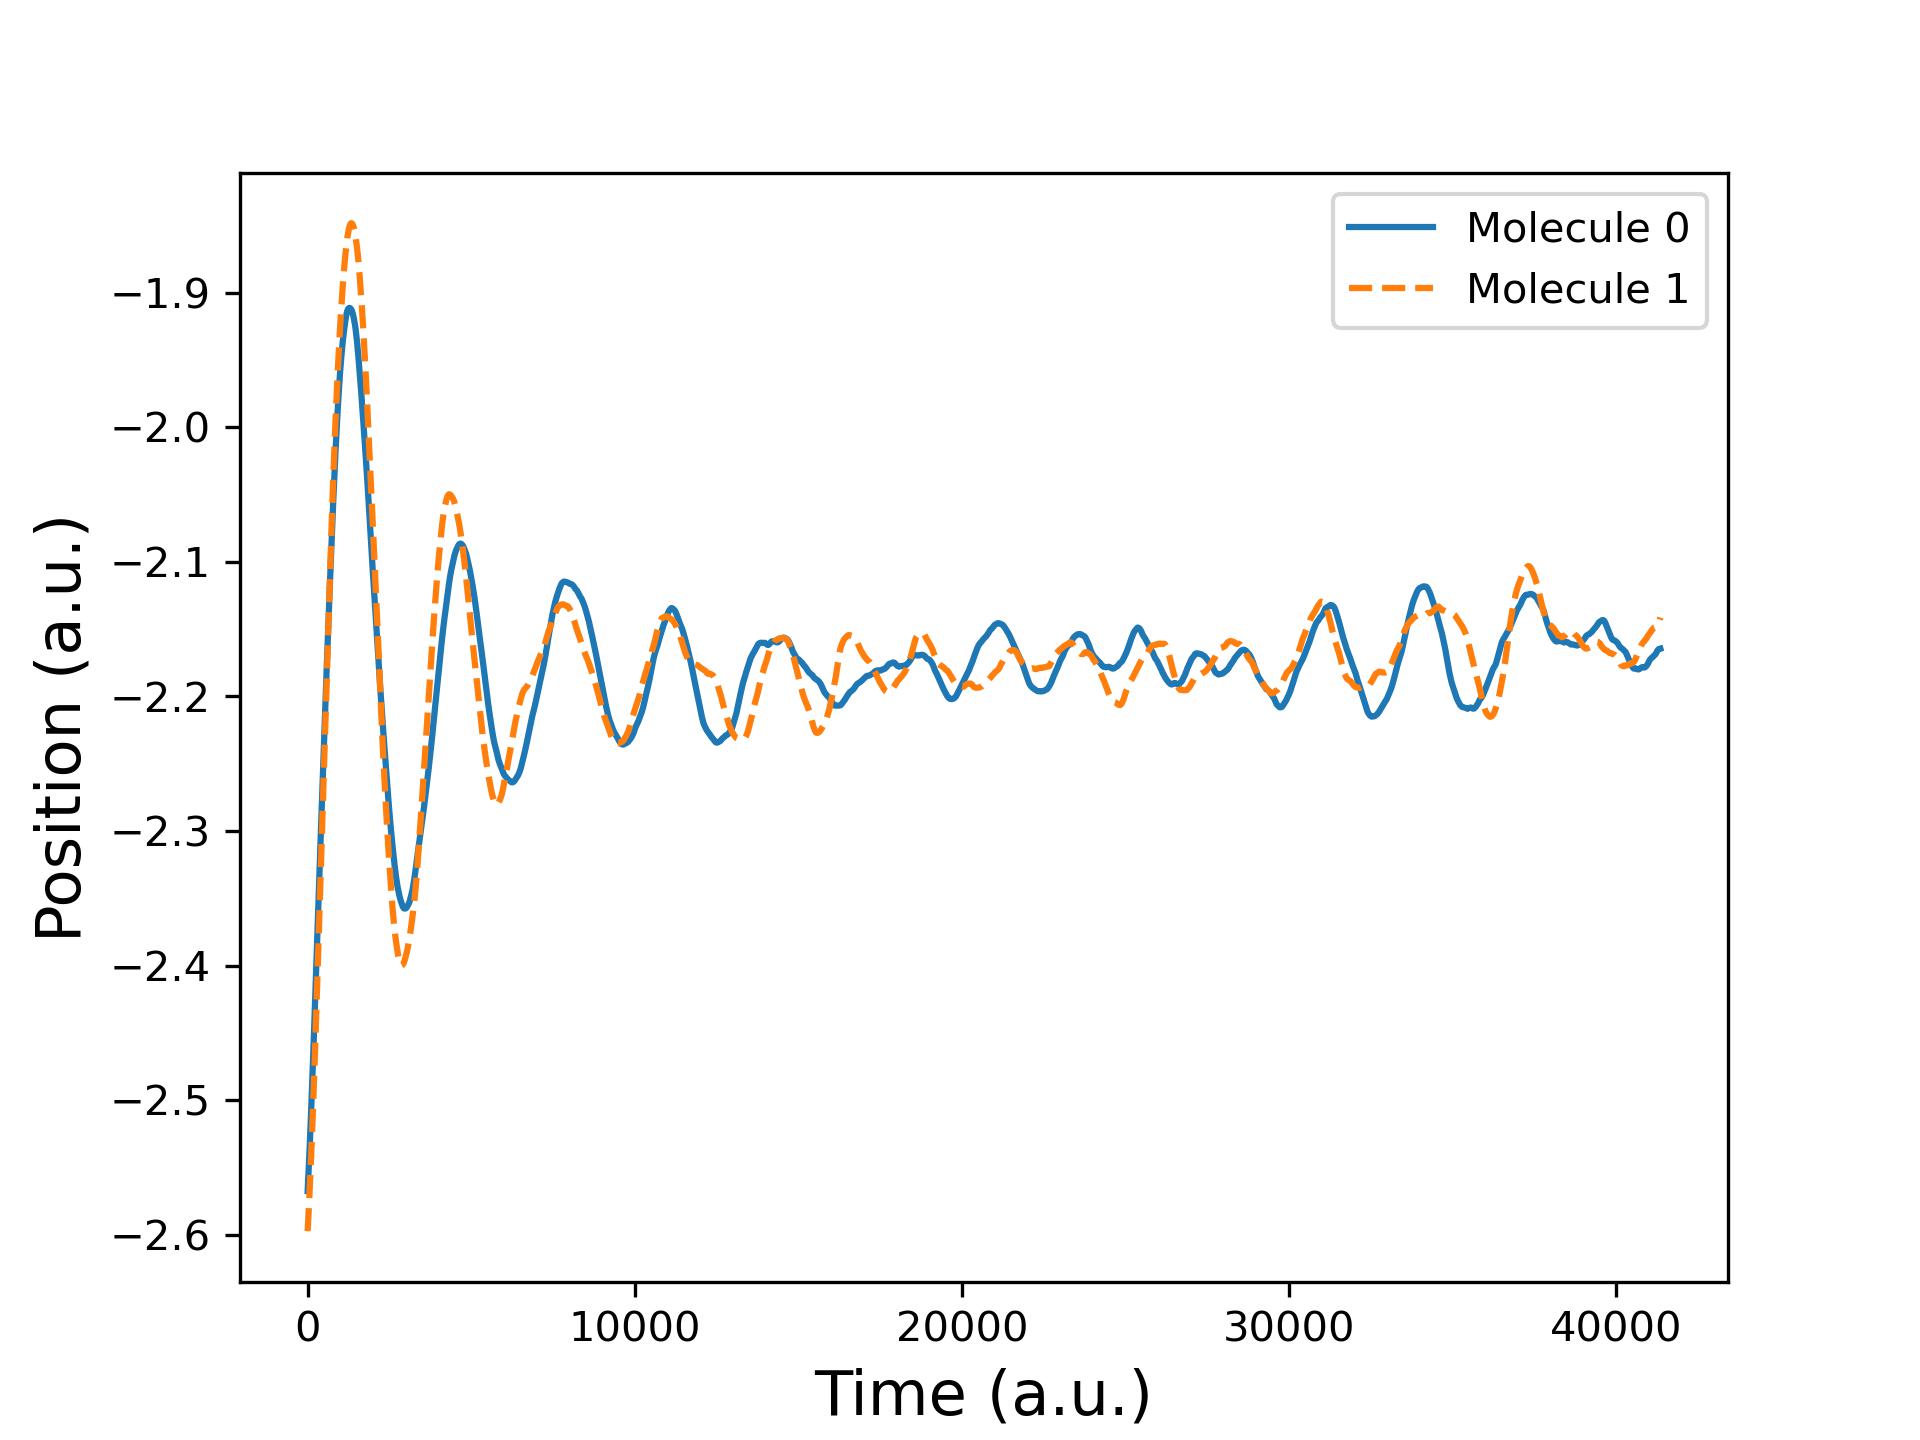 Molecule 0
Molecule 1
−1.9
−2.0
−2.1
−2.2
−2.3
−2.4
−2.5
−2.6
Position (a.u.)
0 10000 20000 30000 40000
Time (a.u.)